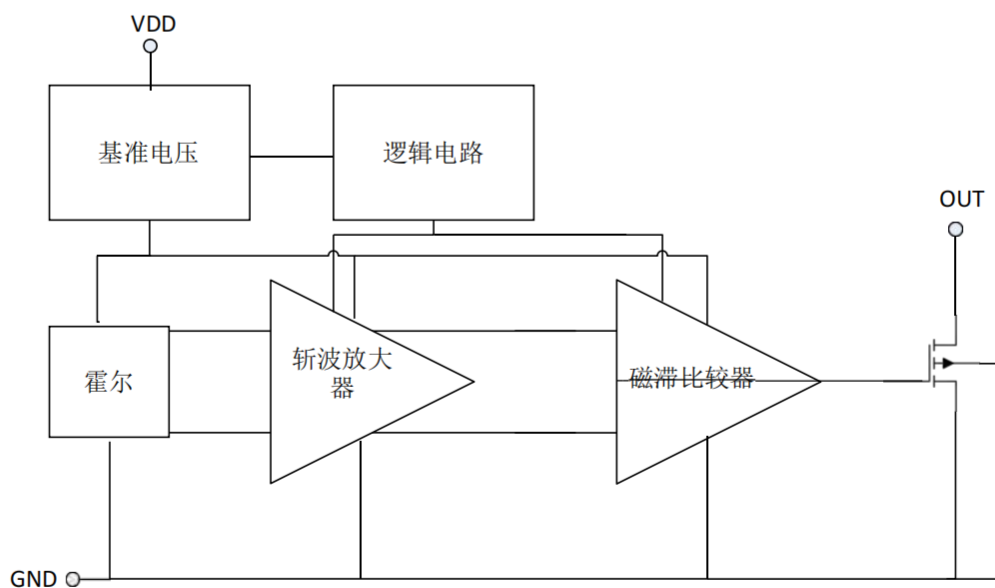 VDD
基准电压
逻辑电路
OUT
斩波放大
器
磁滞比较器
霍尔
GND